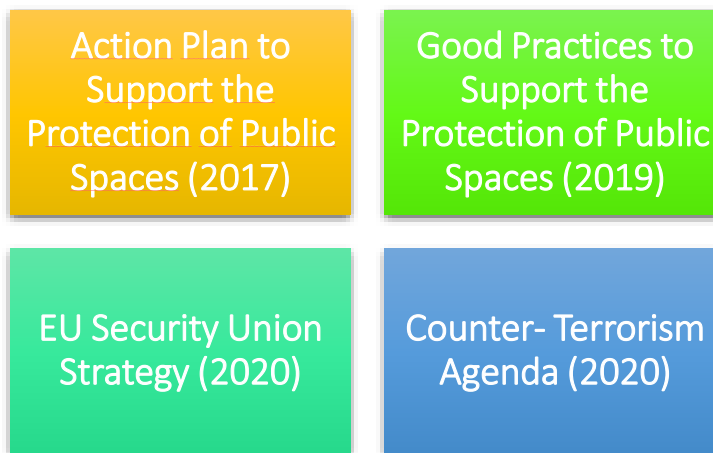 Action Plan to
Support the
Protection of Public
Spaces (2017)
Good Practices to
Support the
Protection of Public
Spaces (2019)
EU Security Union
Strategy (2020)
Counter- Terrorism
Agenda (2020)